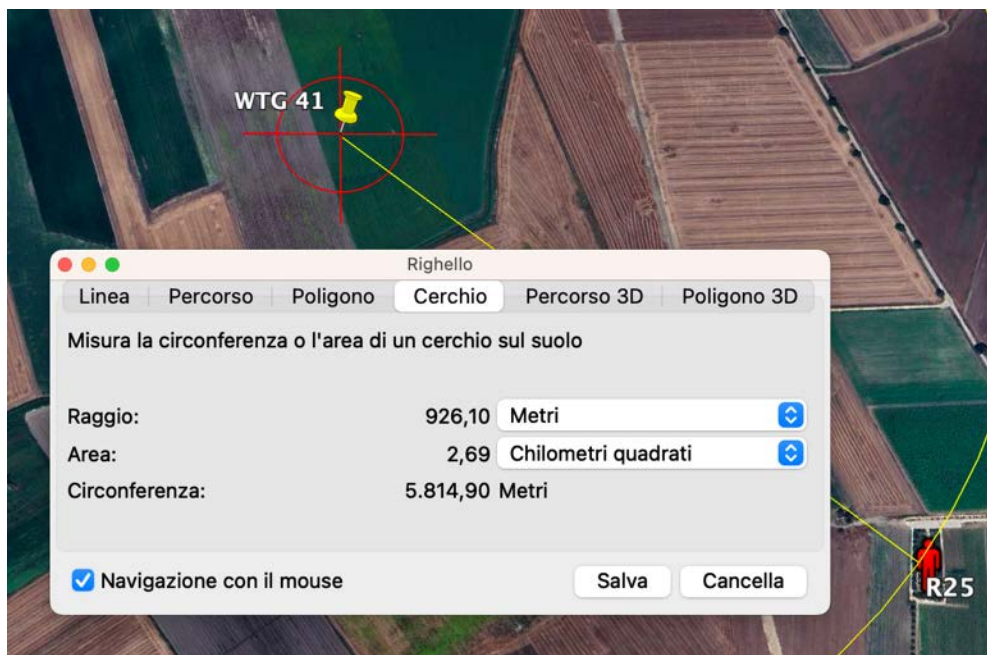 WTG 41
Righello
Linea Percorso Poligono Cerchio Percorso 3D Poligono 3D
Misura la circonferenza o l'area di un cerchio sul suolo
Raggio: 926,10 Metri
Area: 2,69 Chilometri quadrati
Circonferenza: 5.814,90 Metri
Navigazione con il mouse Salva Cancella
R25